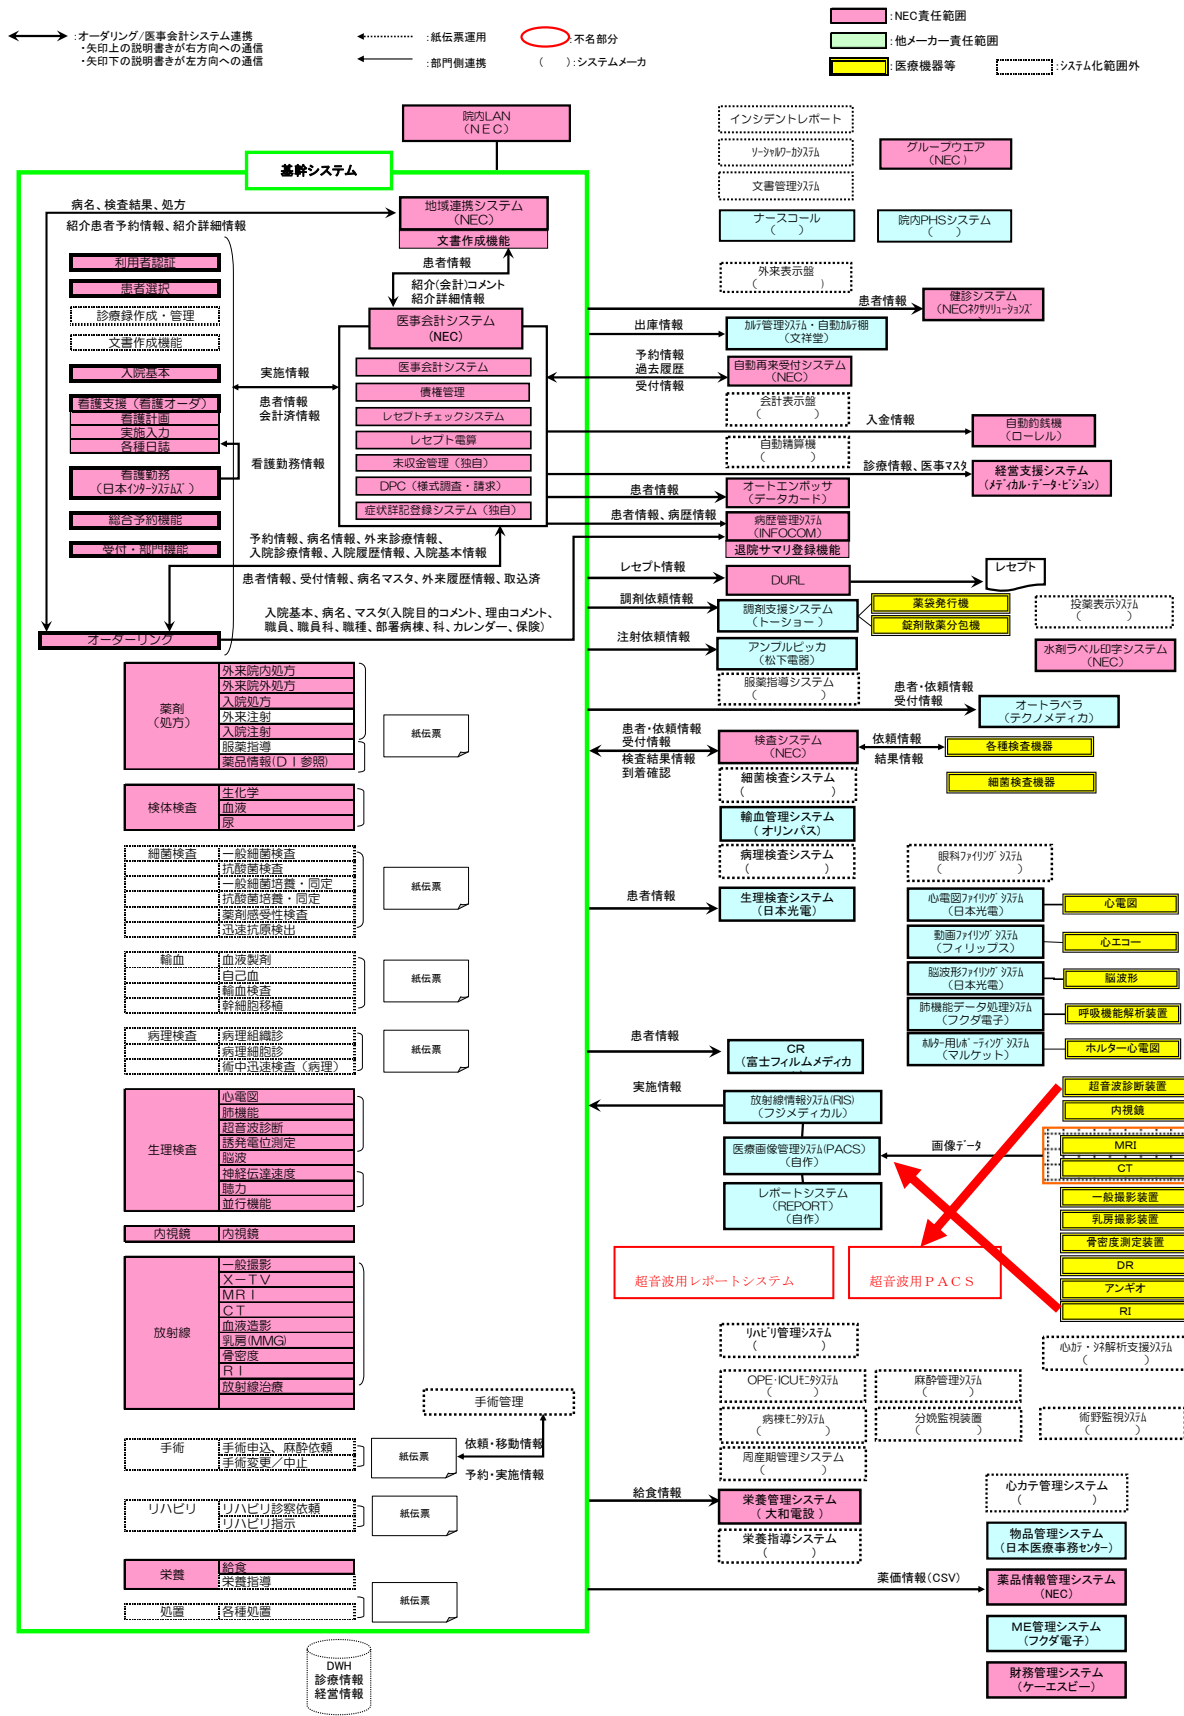 :オーダリング/医事会計システム連携
・矢印上の説明書きが右方向への通信
・矢印下の説明書きが左方向への通信
:紙伝票運用
:部門側連携
:不名部分
(　):システムメーカ
:NEC責任範囲
:他メーカー責任範囲
:医療機器等
:システム化範囲外
院内LAN
(ＮＥＣ)
基幹システム
病名、検査結果、処方
紹介患者予約情報、紹介詳細情報
地域連携システム
(NEC)
文書作成機能
患者情報
紹介(会計)コメント
紹介詳細情報
利用者認証
患者選択
診療録作成・管理
文書作成機能
入院基本
看護支援（看護オーダ）
看護計画
実施入力
各種日誌
看護勤務
（日本インターシステムズ）
総合予約機能
受付・部門機能
オーダーリング
実施情報
患者情報
会計済情報
看護勤務情報
医事会計システム
(NEC)
医事会計システム
債権管理
レセプトチェックシステム
レセプト電算
未収金管理（独自）
DPC（様式調査・請求）
症状詳記登録システム（独自）
予約情報、病名情報、外来診療情報、
入院診療情報、入院履歴情報、入院基本情報
患者情報、受付情報、病名マスタ、外来履歴情報、取込済
入院基本、病名、マスタ(入院目的コメント、理由コメント、
職員、職員科、職種、部署病棟、科、カレンダー、保険)
インシデントレポート
ソーシャルワーカシステム
文書管理システム
グループウエア
(NEC)
ナースコール
(　)
院内PHSシステム
(　)
外来表示盤
(　)
患者情報
健診システム
(NECネクサソリューションズ
出庫情報
カルテ管理システム・自動カルテ棚
(文祥堂)
予約情報
過去履歴
受付情報
自動再来受付システム
(NEC)
会計表示盤
(　)
入金情報
自動釣銭機
(ローレル)
自動精算機
(　)
診療情報、医事マスタ
経営支援システム
(メディカル・データ・ビジョン)
患者情報
オートエンボッサ
(データカード)
患者情報、病歴情報
病歴管理システム
(INFOCOM)
退院サマリ登録機能
レセプト情報
DURL
レセプト
調剤依頼情報
調剤支援システム
(トーショー)
薬袋発行機
錠剤散薬分包機
投薬表示システム
(　)
注射依頼情報
アンプルピッカ
(松下電器)
水剤ラベル印字システム
(NEC)
服薬指導システム
(　)
患者・依頼情報
受付情報
オートラベラ
(テクノメディカ)
患者・依頼情報
受付情報
検査結果情報
到着確認
検査システム
(NEC)
依頼情報
結果情報
各種検査機器
細菌検査システム
(　)
細菌検査機器
輸血管理システム
(オリンパス)
病理検査システム
(　)
眼科ファイリングシステム
(　)
患者情報
生理検査システム
(日本光電)
心電図ファイリングシステム
(日本光電)
心電図
動画ファイリングシステム
(フィリップス)
心エコー
脳波形ファイリングシステム
(日本光電)
脳波形
肺機能データ処理システム
(フクダ電子)
呼吸機能解析装置
ホルター用レポーティングシステム
(マルケット)
ホルター心電図
患者情報
CR
(富士フィルムメディカ
実施情報
放射線情報システム(RIS)
(フジメディカル)
医療画像管理システム(PACS)
(自作)
レポートシステム
(REPORT)
(自作)
画像データ
超音波診断装置
内視鏡
MRI
CT
一般撮影装置
乳房撮影装置
骨密度測定装置
DR
アンギオ
RI
超音波用レポートシステム
超音波用ＰＡＣＳ
薬剤
（処方）
外来院内処方
外来院外処方
入院処方
外来注射
入院注射
服薬指導
薬品情報(ＤＩ参照)
紙伝票
検体検査
生化学
血液
尿
細菌検査
一般細菌検査
抗酸菌検査
一般細菌培養・同定
抗酸菌培養・同定
薬剤感受性検査
迅速抗原検出
紙伝票
輸血
血液製剤
自己血
輸血検査
幹細胞移植
紙伝票
病理検査
病理組織診
病理細胞診
術中迅速検査（病理）
紙伝票
生理検査
心電図
肺機能
超音波診断
誘発電位測定
脳波
神経伝達速度
聴力
並行機能
内視鏡
内視鏡
放射線
一般撮影
Ｘ－ＴＶ
ＭＲＩ
ＣＴ
血液造影
乳房(MMG)
骨密度
ＲＩ
放射線治療
手術管理
手術
手術申込、麻酔依頼
手術変更／中止
紙伝票
依頼・移動情報
予約・実施情報
リハビリ
リハビリ診察依頼
リハビリ指示
紙伝票
栄養
給食
栄養指導
処置
各種処置
紙伝票
リハビリ管理システム
(　)
心カテ・シネ解析支援システム
(　)
OPE・ICUモニタシステム
(　)
麻酔管理システム
(　)
病棟モニタシステム
(　)
分娩監視装置
(　)
術野監視システム
(　)
周産期管理システム
(　)
給食情報
栄養管理システム
(大和電設)
栄養指導システム
(　)
心カテ管理システム
(　)
物品管理システム
(日本医療事務センター)
薬価情報(CSV)
薬品情報管理システム
(NEC)
ME管理システム
(フクダ電子)
財務管理システム
(ケーエスビー)
DWH
診療情報
経営情報